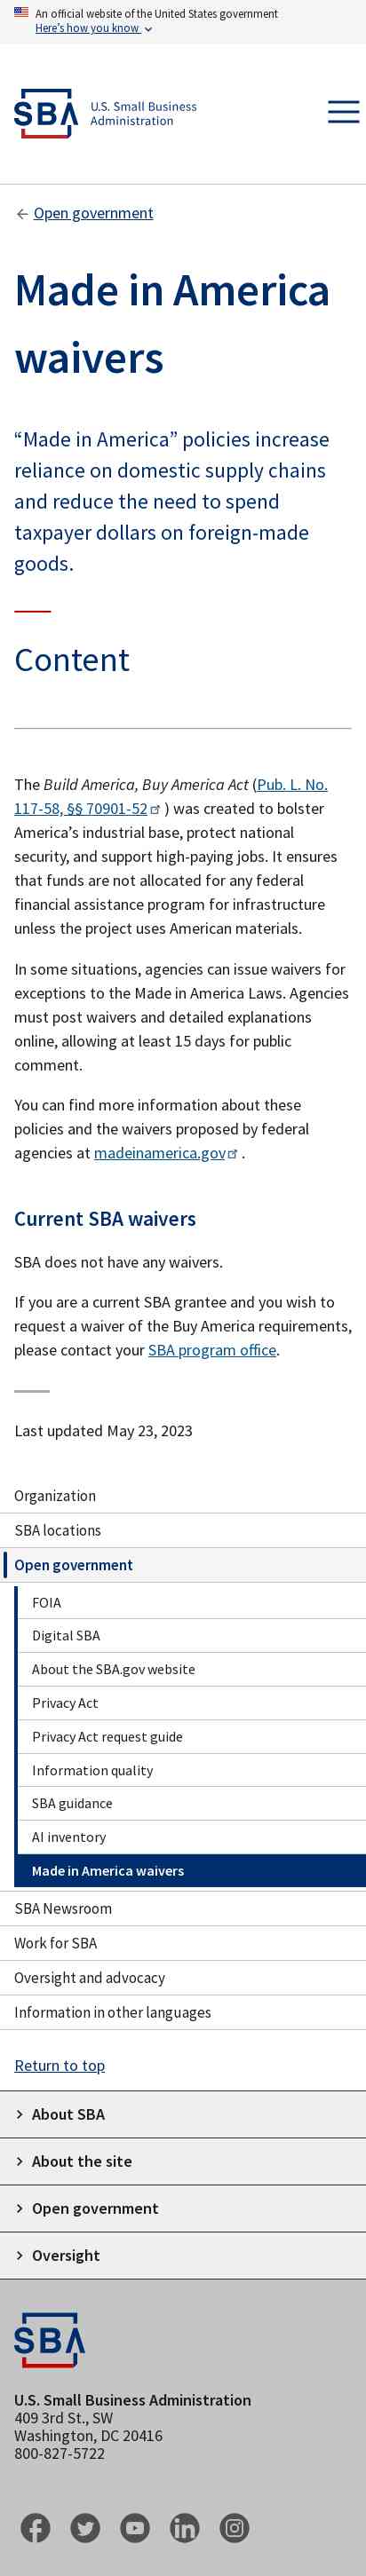 An official website of the United States government
Here’s how you know
SBA
U.S. Small Business
Administration
Open government
Made in America
waivers
“Made in America” policies increase
reliance on domestic supply chains
and reduce the need to spend
taxpayer dollars on foreign-made
goods.
Content
The Build America, Buy America Act (Pub. L. No.
117-58, §§ 70901-52 ) was created to bolster
America’s industrial base, protect national
security, and support high-paying jobs. It ensures
that funds are not allocated for any federal
financial assistance program for infrastructure
unless the project uses American materials.
In some situations, agencies can issue waivers for
exceptions to the Made in America Laws. Agencies
must post waivers and detailed explanations
online, allowing at least 15 days for public
comment.
You can find more information about these
policies and the waivers proposed by federal
agencies at madeinamerica.gov .
Current SBA waivers
SBA does not have any waivers.
If you are a current SBA grantee and you wish to
request a waiver of the Buy America requirements,
please contact your SBA program office.
Last updated May 23, 2023
Organization
SBA locations
Open government
FOIA
Digital SBA
About the SBA.gov website
Privacy Act
Privacy Act request guide
Information quality
SBA guidance
AI inventory
Made in America waivers
SBA Newsroom
Work for SBA
Oversight and advocacy
Information in other languages
Return to top
About SBA
About the site
Open government
Oversight
SBA
U.S. Small Business Administration
409 3rd St., SW
Washington, DC 20416
800-827-5722